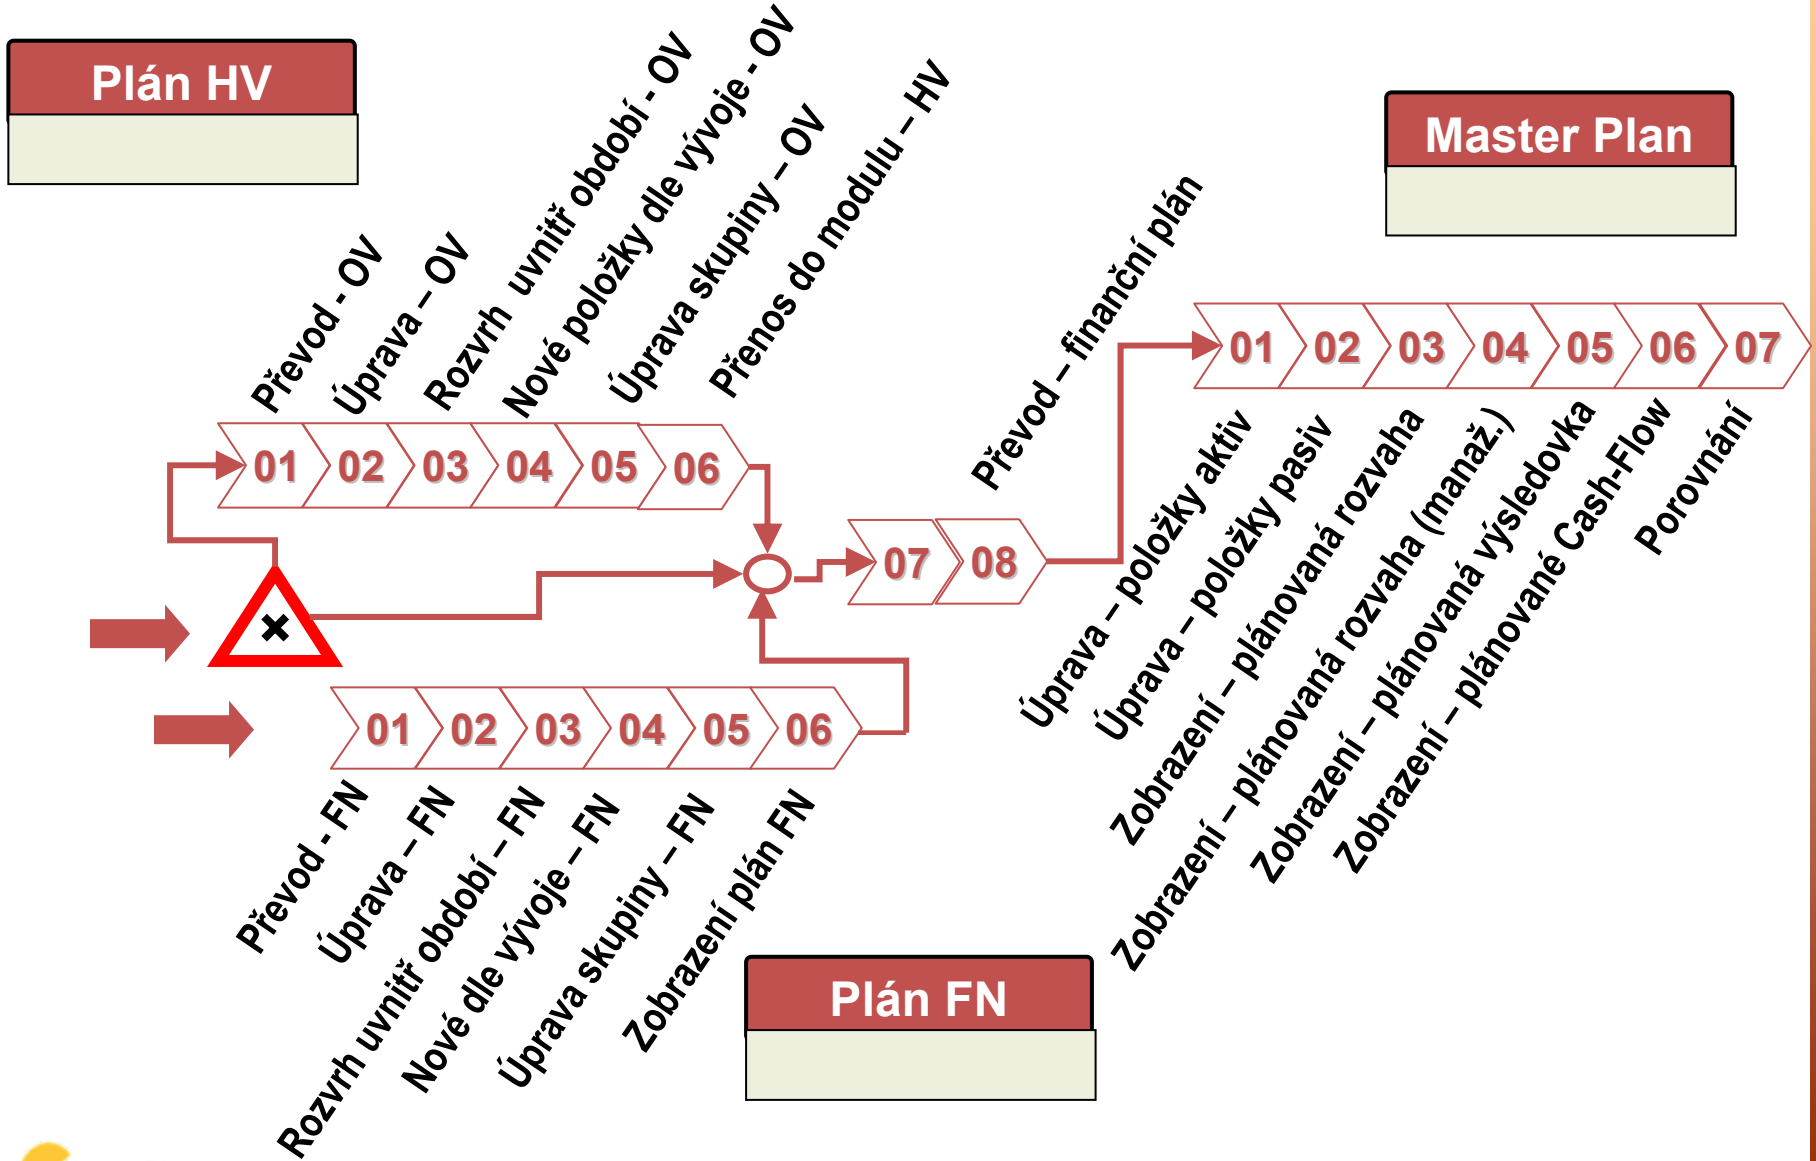 Plán HV
Master Plan
Převod - OV
Úprava – OV
Rozvrh uvnitř období - OV
Nové položky dle vývoje - OV
Úprava skupiny – OV
Přenos do modulu – HV
01
02
03
04
05
06
Převod – finanční plán
07
08
01
02
03
04
05
06
07
Úprava – položky aktiv
Úprava – položky pasiv
Zobrazení – plánovaná rozvaha
Zobrazení – plánovaná rozvaha (manaž.)
Zobrazení – plánovaná výsledovka
Zobrazení – plánované Cash-Flow
Porovnání
01
02
03
04
05
06
Převod - FN
Úprava – FN
Rozvrh uvnitř období – FN
Nové dle vývoje – FN
Úprava skupiny – FN
Zobrazení plán FN
Plán FN